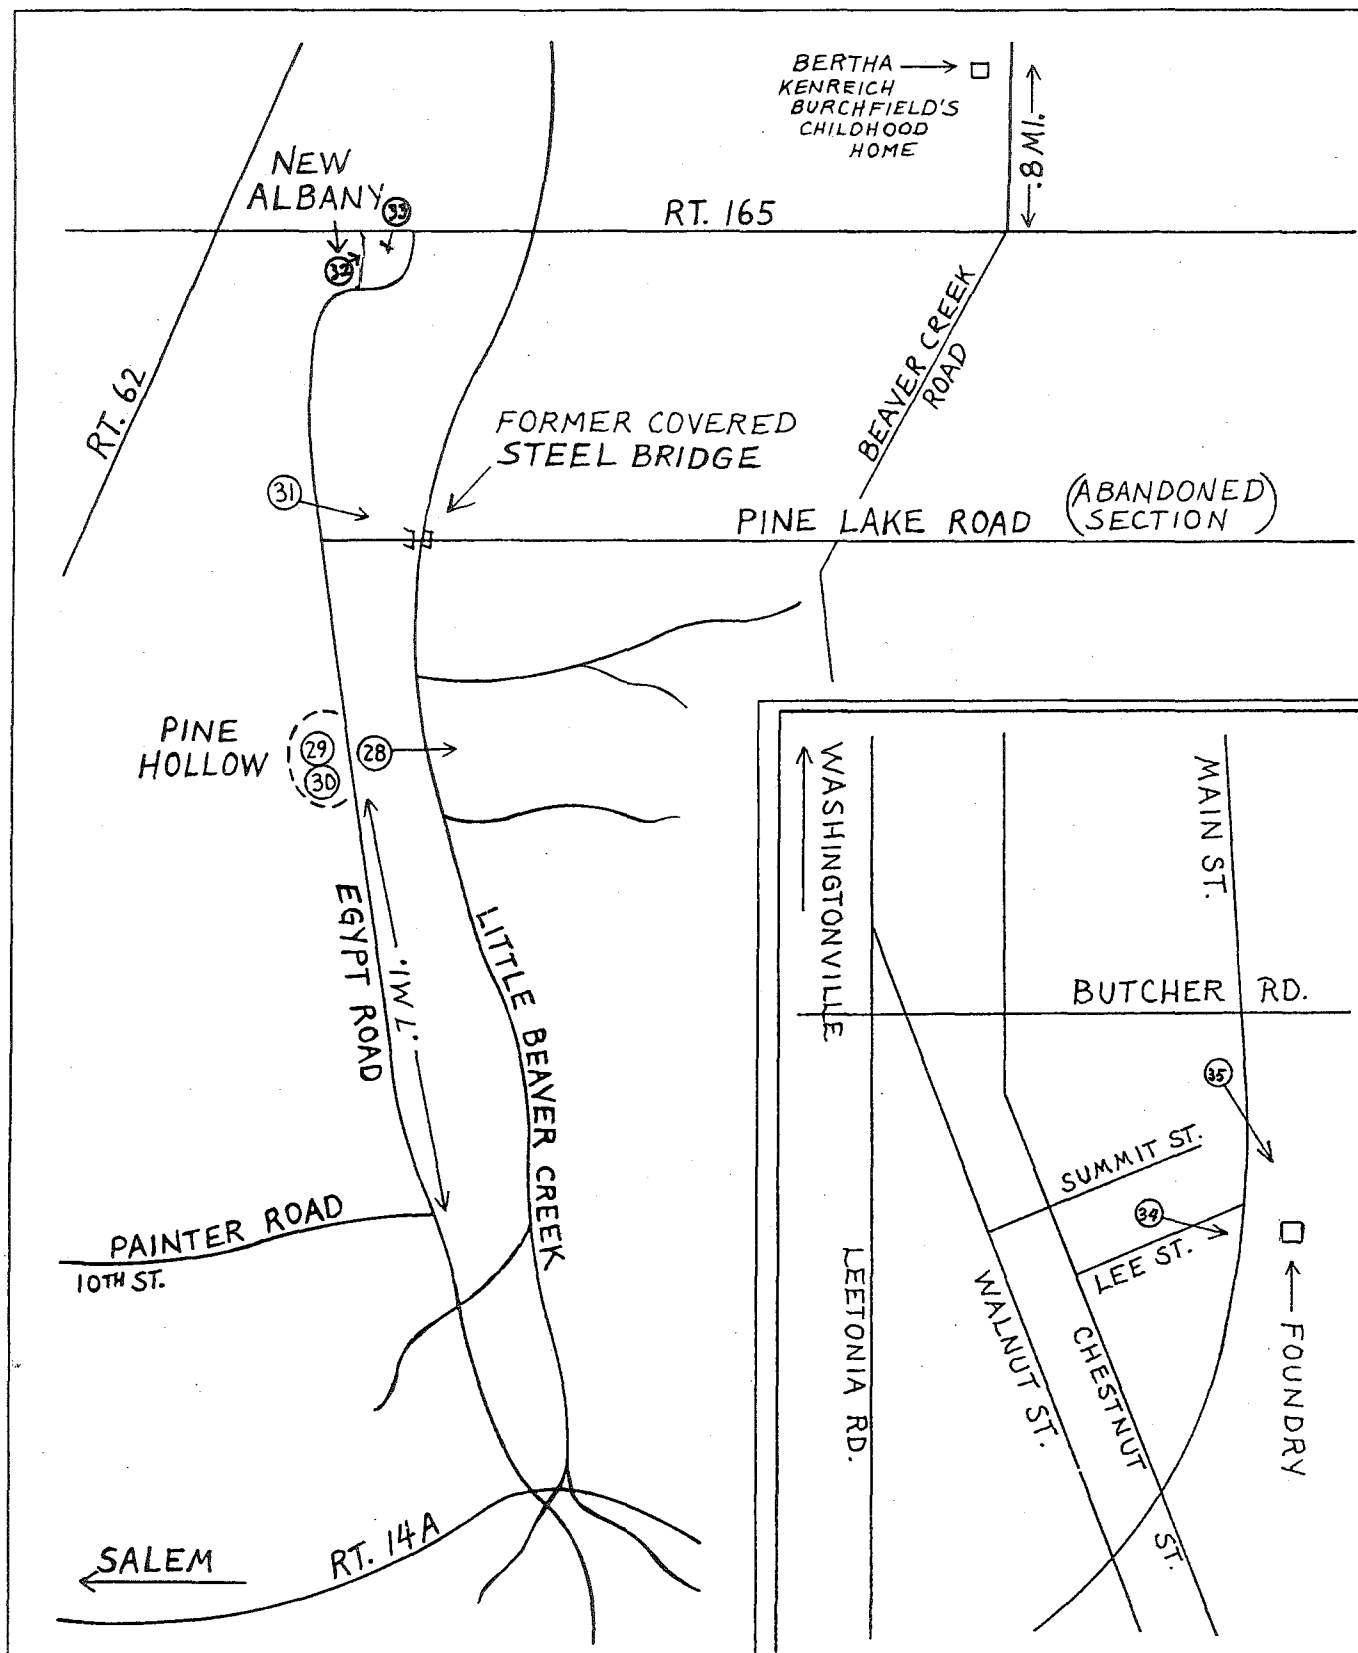 BERTHA
KENREICH
BURCHFIELD'S
CHILDHOOD
HOME
.8 MI.
NEW
ALBANY
33
32
RT. 165
RT. 62
BEAVER CREEK
ROAD
FORMER COVERED
STEEL BRIDGE
31
PINE LAKE ROAD
(ABANDONED
SECTION)
PINE
HOLLOW
29
30
28
EGYPT ROAD
.7 MI.
LITTLE BEAVER CREEK
PAINTER ROAD
10TH ST.
SALEM
RT. 14A
WASHINGTONVILLE
MAIN ST.
BUTCHER RD.
35
SUMMIT ST.
34
LEE ST.
LEETONIA RD.
WALNUT ST.
CHESTNUT ST.
FOUNDRY